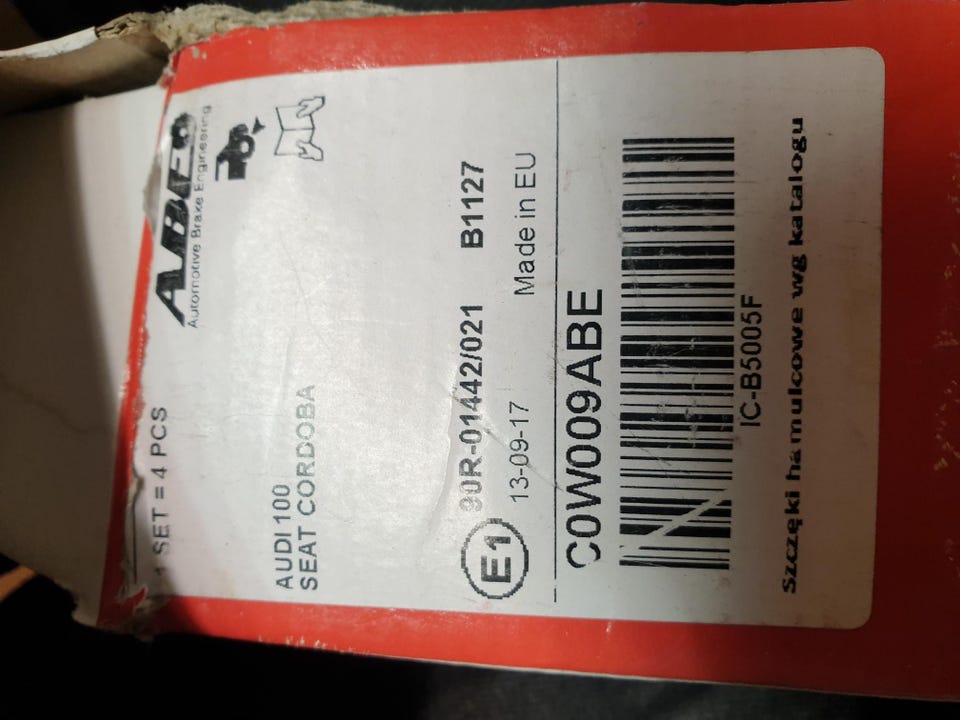 1 SET = 4 PCS
ABE
Automotive Brake Engineering
AUDI 100
SEAT CORDOBA
E1
90R-01442/021
B1127
13-09-17
Made in EU
C0W009ABE
IC-B5005F
Szczęki hamulcowe wg katalogu